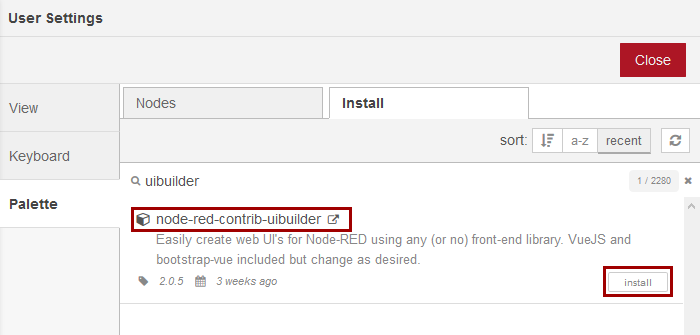 User Settings
Close
View
Keyboard
Palette
Nodes
Install
sort:
a-z
recent
uibuilder
1 / 2280
node-red-contrib-uibuilder
Easily create web UI's for Node-RED using any (or no) front-end library. VueJS and
bootstrap-vue included but change as desired.
2.0.5
3 weeks ago
install